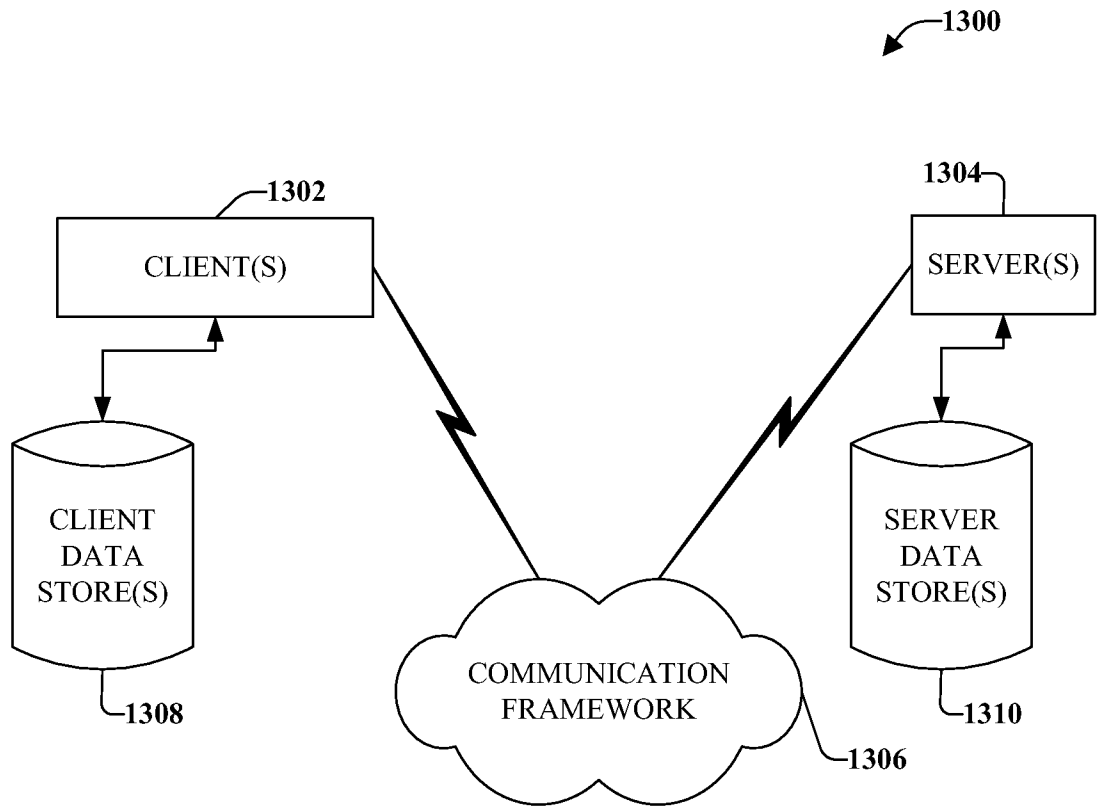 1300
1302
1304
CLIENT(S)
SERVER(S)
CLIENT
DATA
STORE(S)
SERVER
DATA
STORE(S)
COMMUNICATION
FRAMEWORK
1308
1310
1306